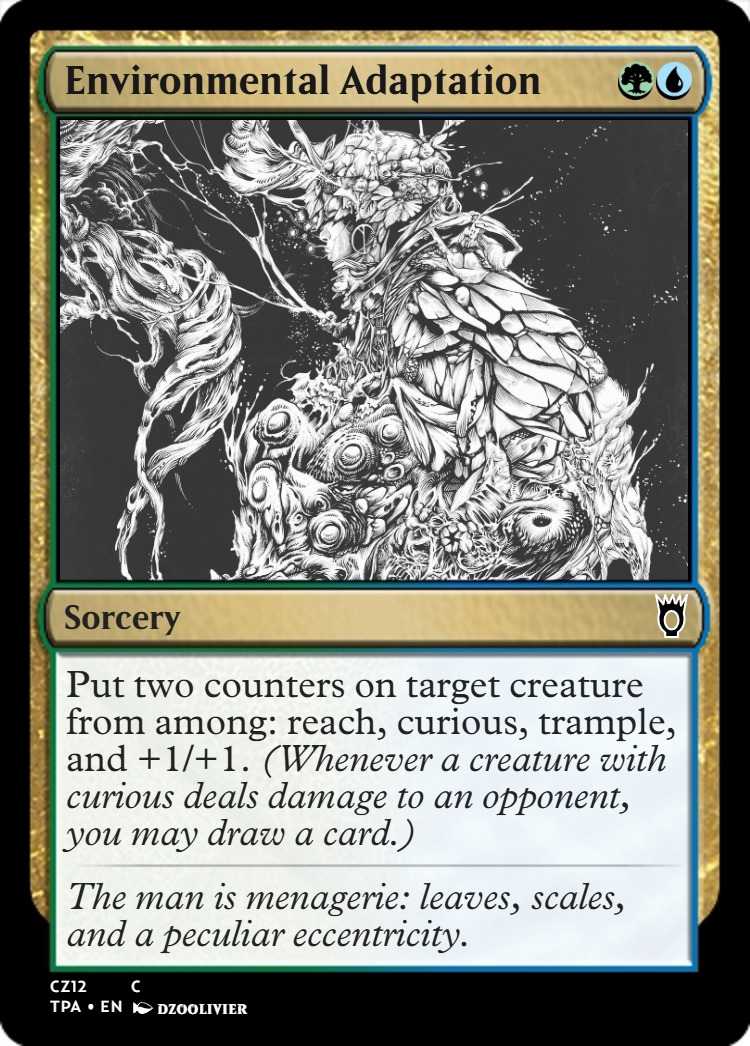 Environmental Adaptation
Sorcery
Put two counters on target creature
from among: reach, curious, trample,
and +1/+1. (Whenever a creature with
curious deals damage to an opponent,
you may draw a card.)
The man is menagerie: leaves, scales,
and a peculiar eccentricity.
CZ12 C
TPA • EN DZOOLIVIER